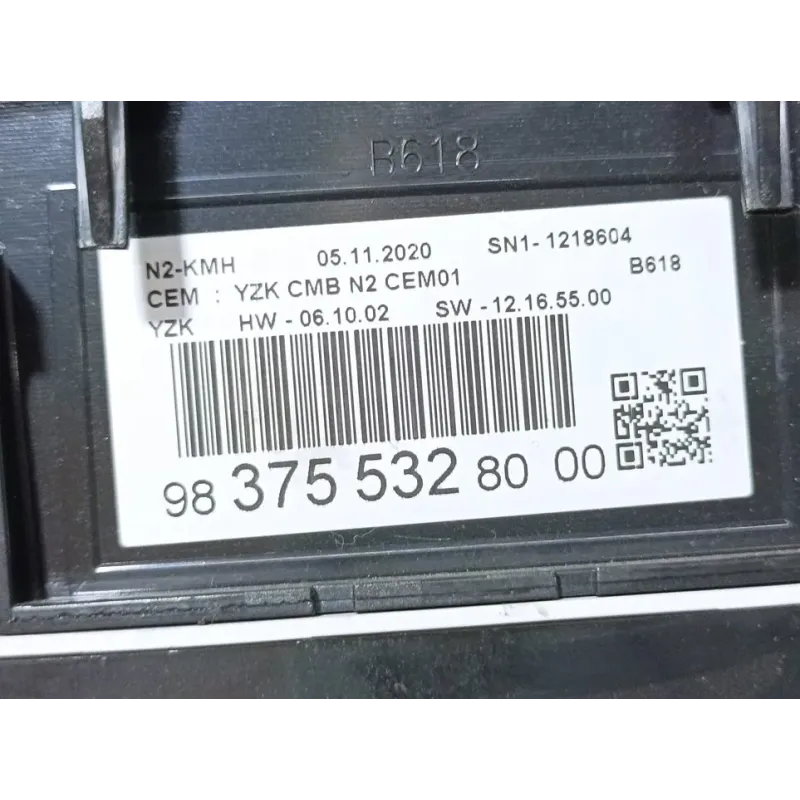 B618
N2-KMH 05.11.2020 SN1-1218604
CEM : YZK CMB N2 CEM01 B618
YZK HW - 06.10.02 SW - 12.16.55.00
98 375 532 80 00